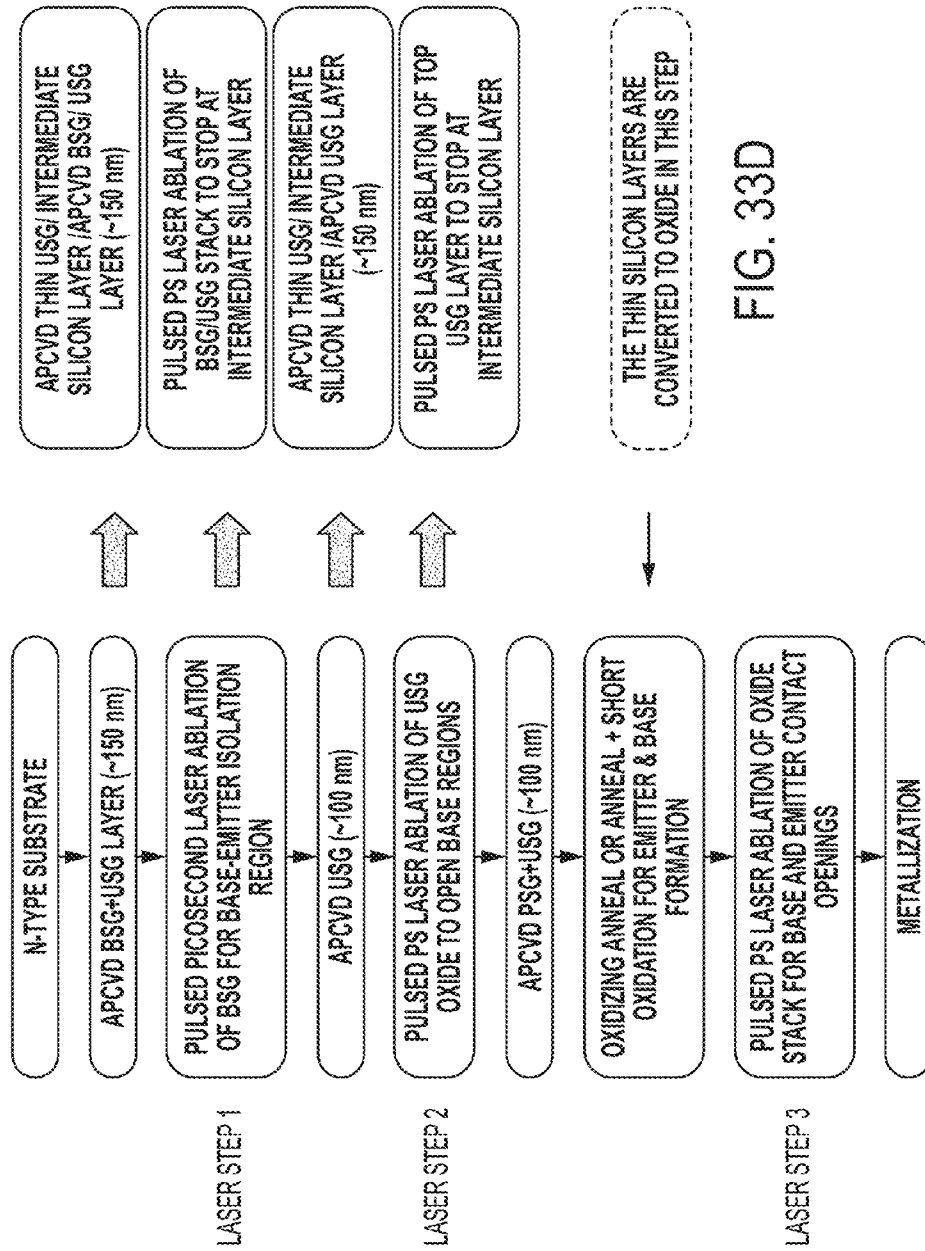 N-TYPE SUBSTRATE
APCVD BSG+USG LAYER (~150 nm)
LASER STEP 1
PULSED PICOSECOND LASER ABLATION
OF BSG FOR BASE-EMITTER ISOLATION
REGION
APCVD USG (~100 nm)
LASER STEP 2
PULSED PS LASER ABLATION OF USG
OXIDE TO OPEN BASE REGIONS
APCVD PSG+USG (~100 nm)
OXIDIZING ANNEAL OR ANNEAL + SHORT
OXIDATION FOR EMITTER & BASE
FORMATION
LASER STEP 3
PULSED PS LASER ABLATION OF OXIDE
STACK FOR BASE AND EMITTER CONTACT
OPENINGS
METALLIZATION
APCVD THIN USG/ INTERMEDIATE
SILICON LAYER /APCVD BSG/ USG
LAYER (~150 nm)
PULSED PS LASER ABLATION OF
BSG/USG STACK TO STOP AT
INTERMEDIATE SILICON LAYER
APCVD THIN USG/ INTERMEDIATE
SILICON LAYER /APCVD USG LAYER
(~150 nm)
PULSED PS LASER ABLATION OF TOP
USG LAYER TO STOP AT
INTERMEDIATE SILICON LAYER
THE THIN SILICON LAYERS ARE
CONVERTED TO OXIDE IN THIS STEP
FIG. 33D